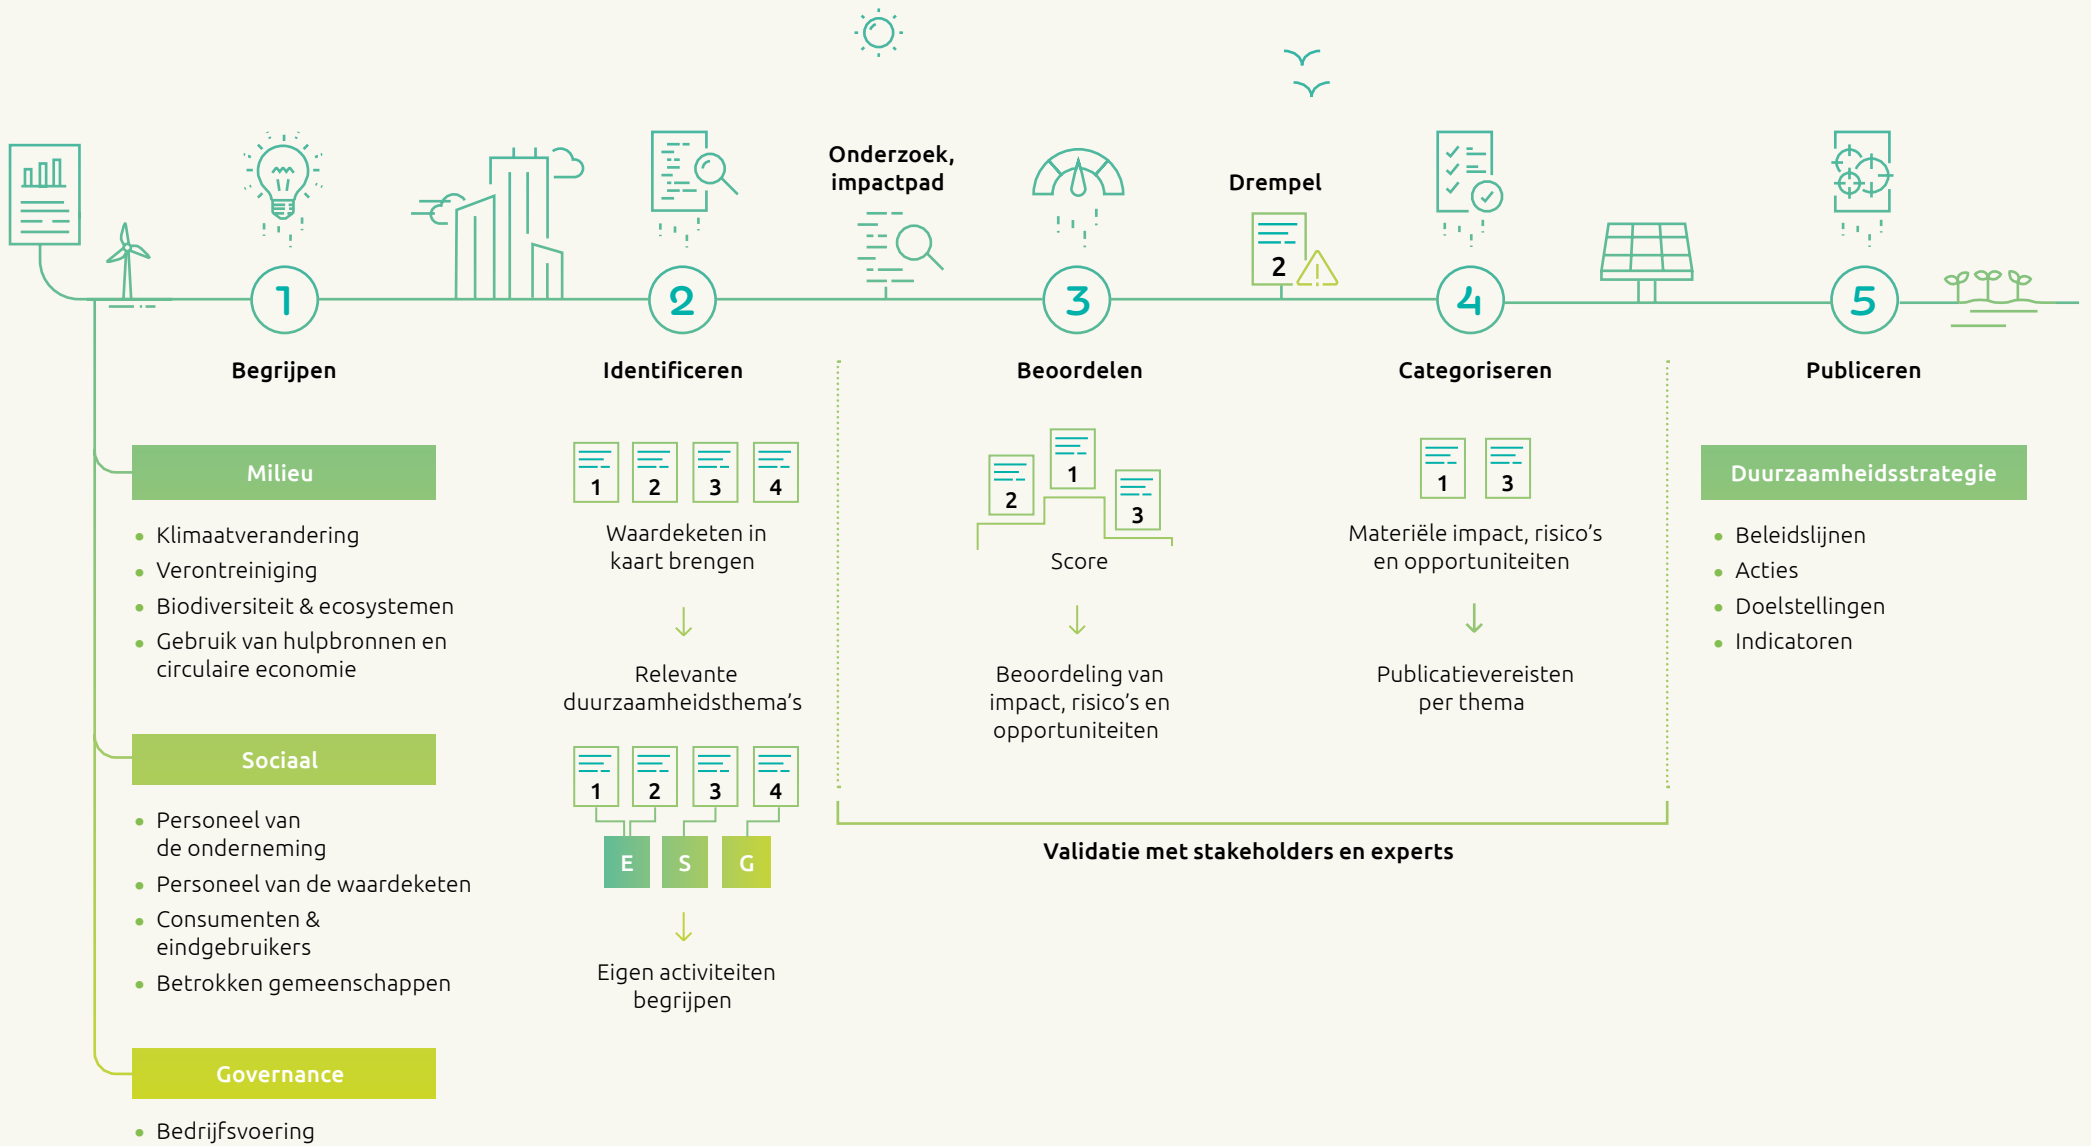 Onderzoek,
impactpad
Drempel
2
1
2
3
4
5
Begrijpen
Identificeren
Beoordelen
Categoriseren
Publiceren
Milieu
Klimaatverandering
Verontreiniging
Biodiversiteit & ecosystemen
Gebruik van hulpbronnen en
circulaire economie
Sociaal
Personeel van
de onderneming
Personeel van de waardeketen
Consumenten &
eindgebruikers
Betrokken gemeenschappen
Governance
Bedrijfsvoering
1 2 3 4
Waardeketen in
kaart brengen
Relevante
duurzaamheidsthema's
1 2 3 4
E S G
Eigen activiteiten
begrijpen
2 1 3
Score
Beoordeling van
impact, risico's en
opportuniteiten
1 3
Materiële impact, risico's
en opportuniteiten
Publicatievereisten
per thema
Validatie met stakeholders en experts
Duurzaamheidsstrategie
Beleidslijnen
Acties
Doelstellingen
Indicatoren